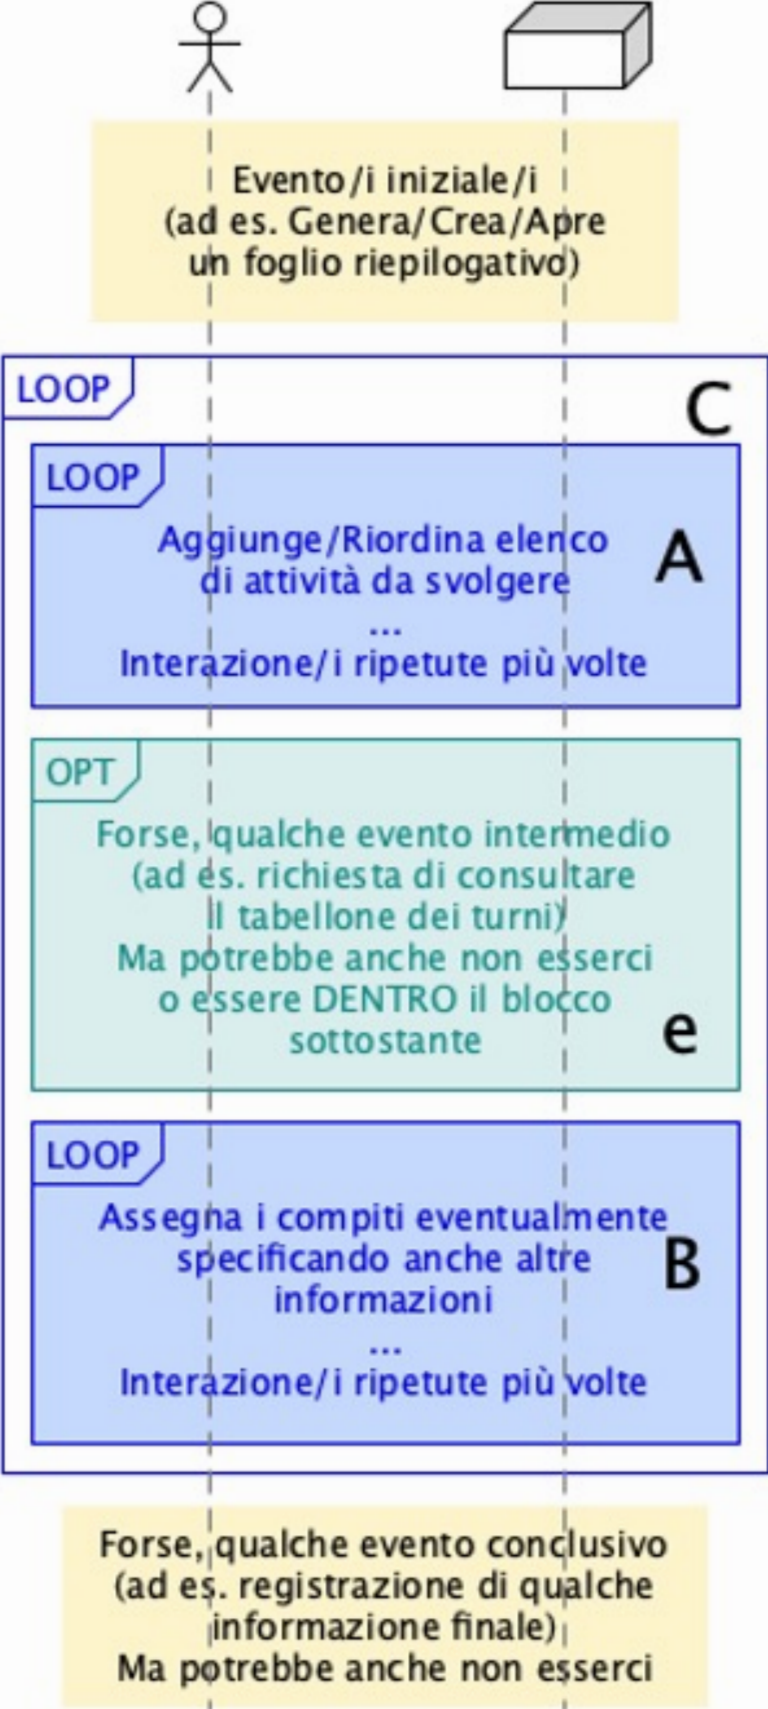 Evento/i iniziale/i
(ad es. Genera/Crea/Apre
un foglio riepilogativo)
LOOP
C
LOOP
Aggiunge/Riordina elenco
di attività da svolgere
A
...
Interazione/i ripetute più volte
OPT
Forse, qualche evento intermedio
(ad es. richiesta di consultare
il tabellone dei turni)
Ma potrebbe anche non esserci
o essere DENTRO il blocco
sottostante
e
LOOP
Assegna i compiti eventualmente
specificando anche altre
B
informazioni
...
Interazione/i ripetute più volte
Forse, qualche evento conclusivo
(ad es. registrazione di qualche
informazione finale)
Ma potrebbe anche non esserci